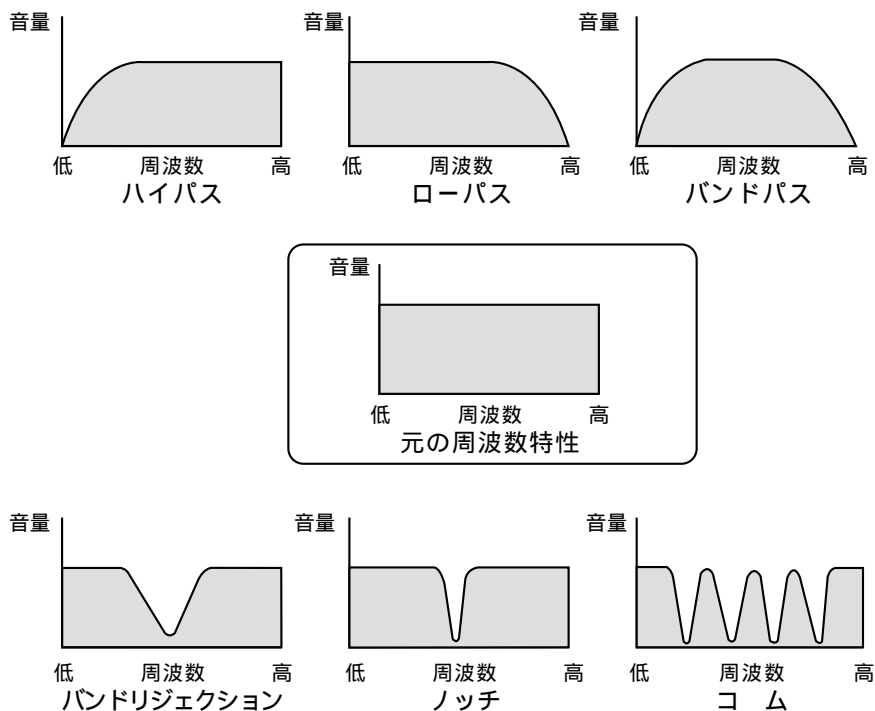 音量 音量 音量
低 周波数 高 低 周波数 高 低 周波数 高
ハイパス ローパス バンドパス
音量
低 周波数 高
元の周波数特性
音量 音量 音量
低 周波数 高 低 周波数 高 低 周波数 高
バンドリジェクション ノッチ コ ム